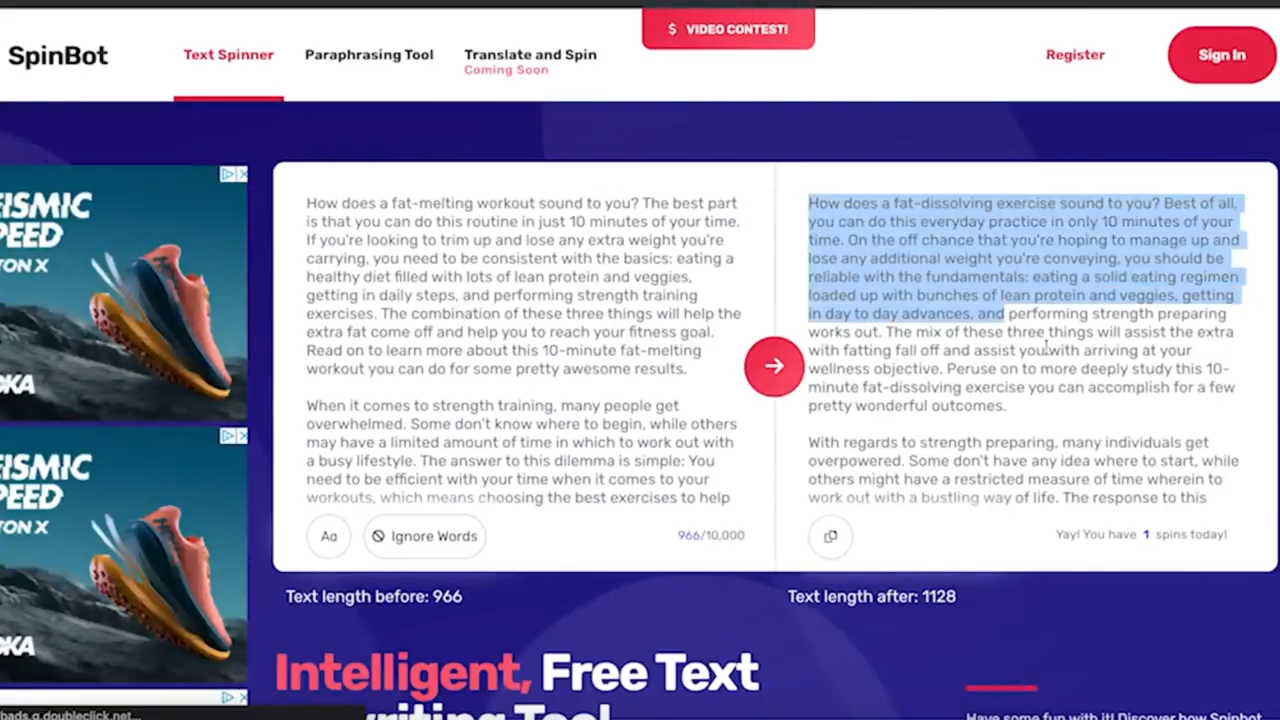 $ VIDEO CONTEST!
SpinBot
Text Spinner
Paraphrasing Tool
Translate and Spin
Coming Soon
Register
Sign In
EISMIC
PEED
TON X
OKA
How does a fat-melting workout sound to you? The best part
is that you can do this routine in just 10 minutes of your time.
If you're looking to trim up and lose any extra weight you're
carrying, you need to be consistent with the basics: eating a
healthy diet filled with lots of lean protein and veggies,
getting in daily steps, and performing strength training
exercises. The combination of these three things will help the
extra fat come off and help you to reach your fitness goal.
Read on to learn more about this 10-minute fat-melting
workout you can do for some pretty awesome results.
When it comes to strength training, many people get
overwhelmed. Some don't know where to begin, while others
may have a limited amount of time in which to work out with
a busy lifestyle. The answer to this dilemma is simple: You
need to be efficient with your time when it comes to your
workouts, which means choosing the best exercises to help
Aa
Ignore Words
966/10,000
How does a fat-dissolving exercise sound to you? Best of all,
you can do this everyday practice in only 10 minutes of your
time. On the off chance that you're hoping to manage up and
lose any additional weight you're conveying, you should be
reliable with the fundamentals: eating a solid eating regimen
loaded up with bunches of lean protein and veggies, getting
in day to day advances, and performing strength preparing
works out. The mix of these three things will assist the extra
with fatting fall off and assist you with arriving at your
wellness objective. Peruse on to more deeply study this 10-
minute fat-dissolving exercise you can accomplish for a few
pretty wonderful outcomes.
With regards to strength preparing, many individuals get
overpowered. Some don't have any idea where to start, while
others might have a restricted measure of time wherein to
work out with a bustling way of life. The response to this
Yay! You have 1 spins today!
EISMIC
PEED
TON X
OKA
Text length before: 966
Text length after: 1128
Intelligent, Free Text
writing Tool
Have some fun with it! Discover how Spinbot
bads.g.doubleclick.net...